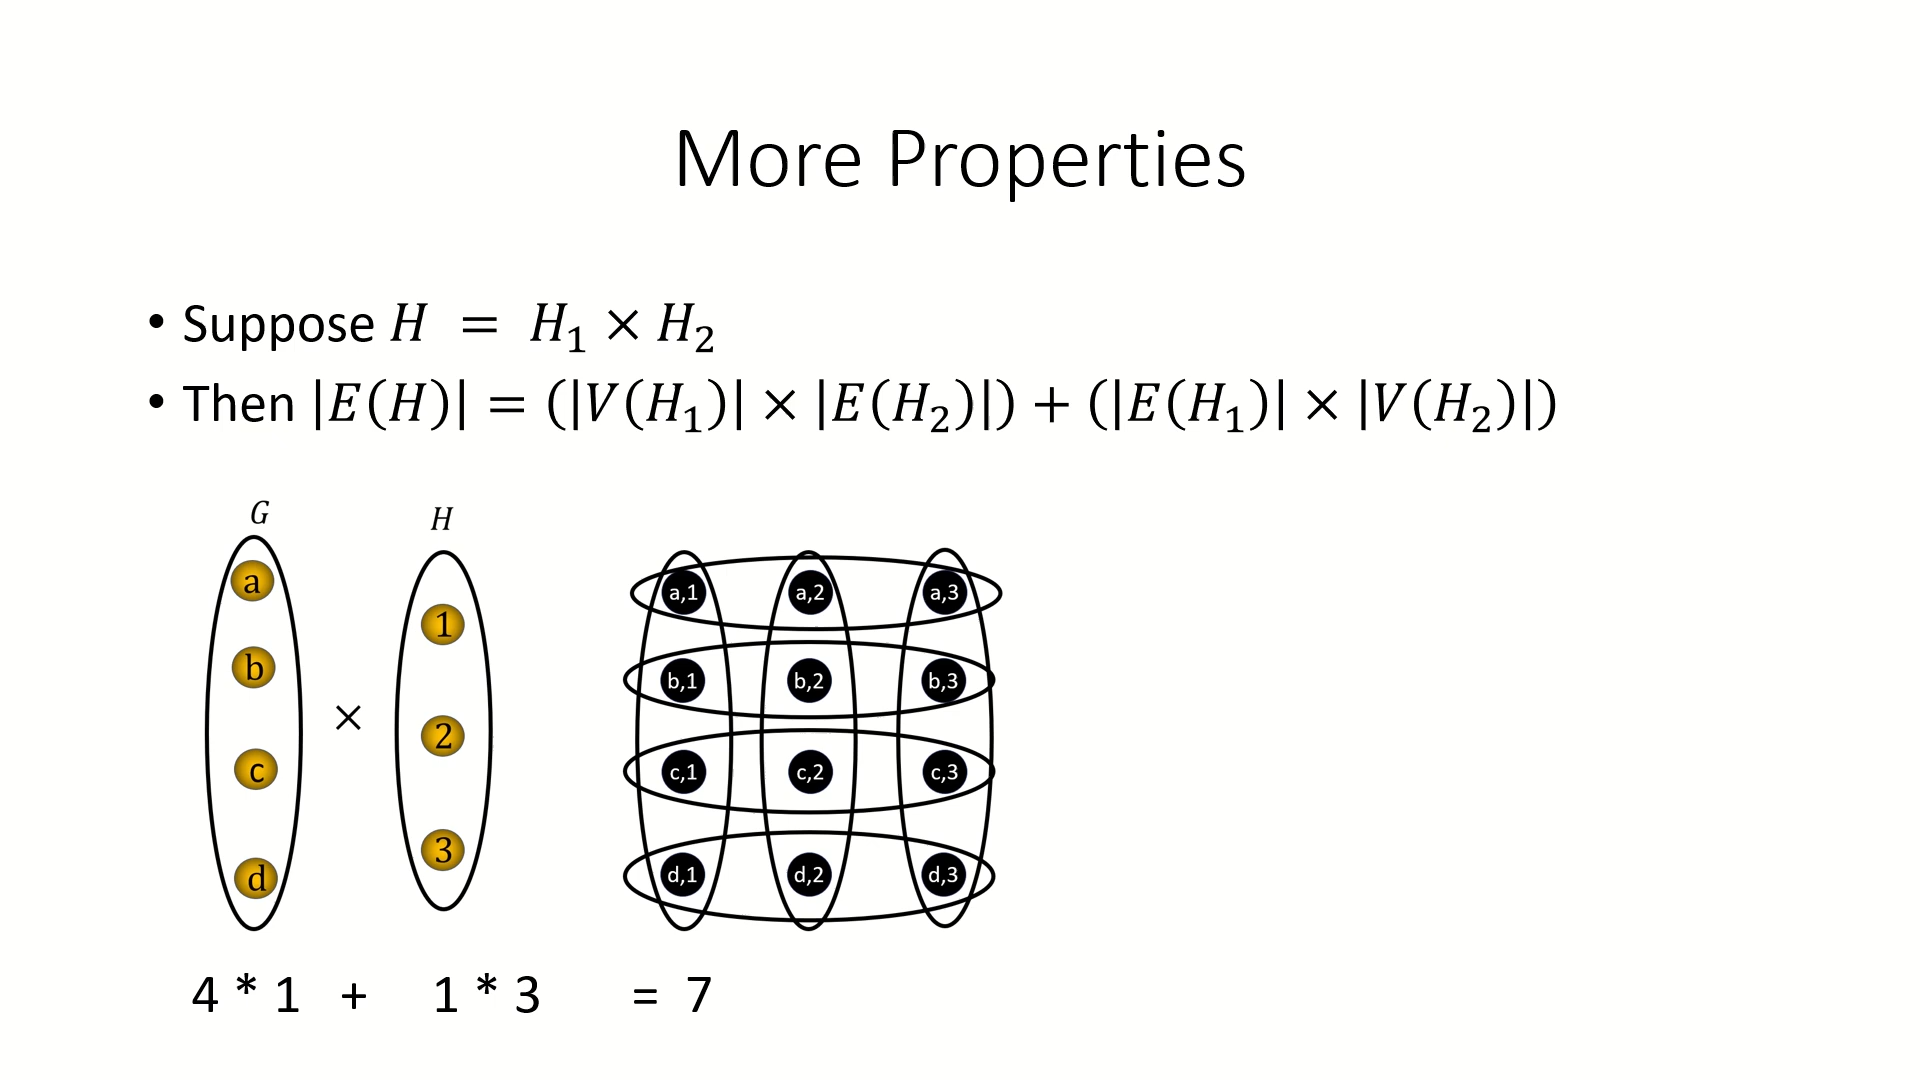 More Properties
• Suppose H = H₁ × H₂
• Then |E(H)| = (|V(H₁)| × |E(H₂)|) + (|E(H₁)| × |V(H₂)|)
G H
a
b
c
d
×
1
2
3
a,1 a,2 a,3
b,1 b,2 b,3
c,1 c,2 c,3
d,1 d,2 d,3
4 * 1 + 1 * 3 = 7